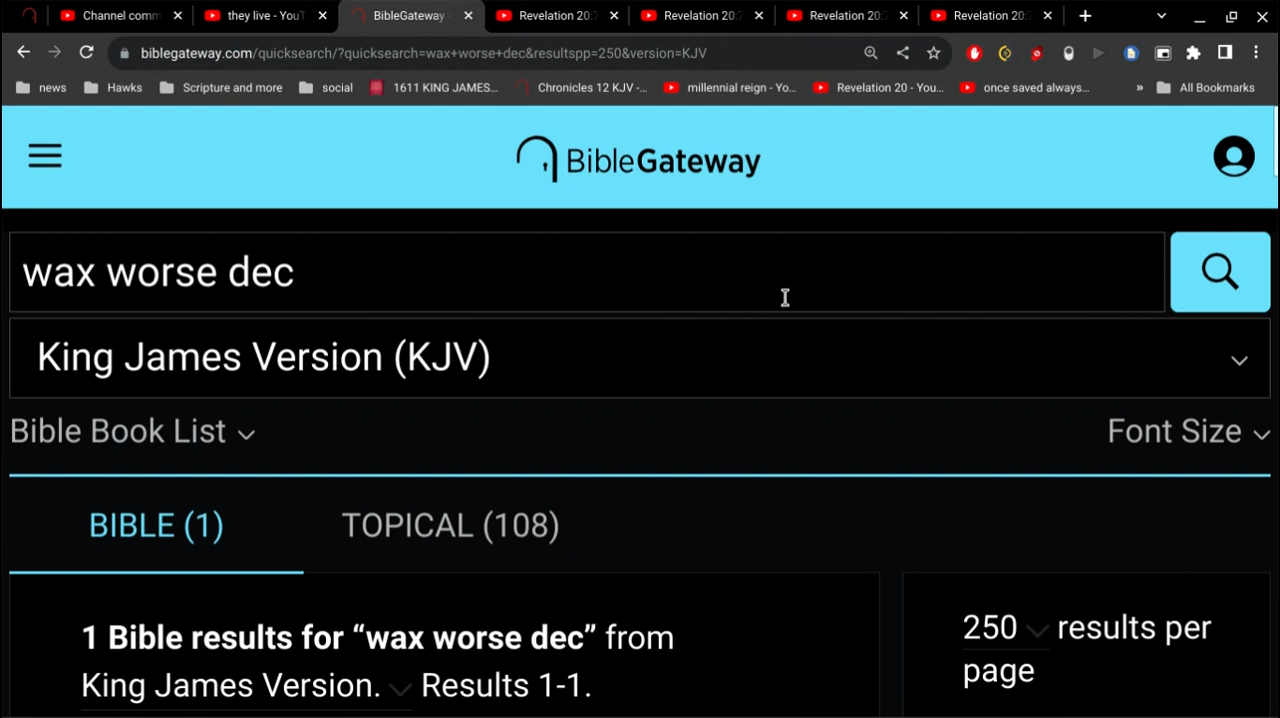 Channel comm
they live - YouT
BibleGateway -
Revelation 20:7
Revelation 20:7
Revelation 20:
Revelation 20:
biblegateway.com/quicksearch/?quicksearch=wax+worse+dec&resultspp=250&version=KJV
news
Hawks
Scripture and more
social
1611 KING JAMES...
Chronicles 12 KJV -...
millennial reign - Yo...
Revelation 20 - You...
once saved always...
»
All Bookmarks
BibleGateway
wax worse dec
King James Version (KJV)
Bible Book List
Font Size
BIBLE (1)
TOPICAL (108)
1 Bible results for “wax worse dec” from
King James Version. Results 1-1.
250 results per
page